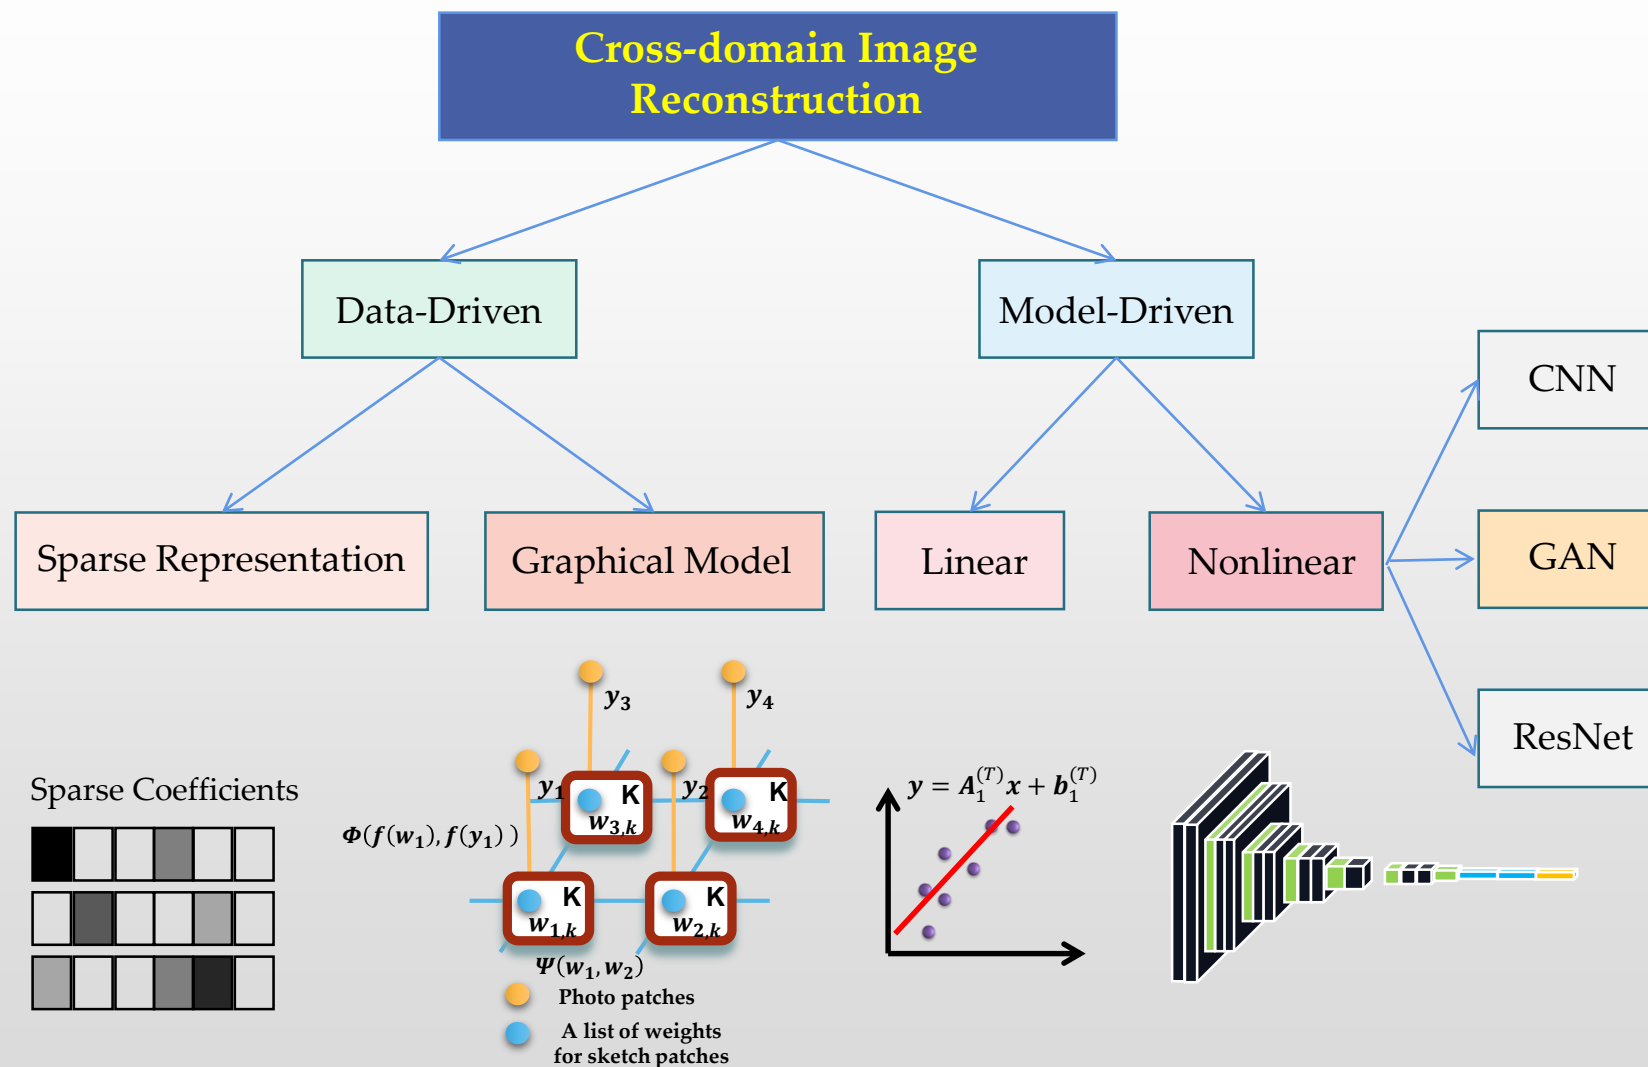 Cross-domain Image
Reconstruction
Data-Driven
Model-Driven
CNN
Sparse Representation
Graphical Model
Linear
Nonlinear
GAN
ResNet
Sparse Coefficients
y₃
y₄
y₁
K
w₃,ₖ
y₂
K
w₄,ₖ
Φ(f(w₁), f(y₁) )
K
w₁,ₖ
K
w₂,ₖ
Ψ(w₁, w₂)
Photo patches
A list of weights
for sketch patches
y = A₁⁽ᵀ⁾x + b₁⁽ᵀ⁾